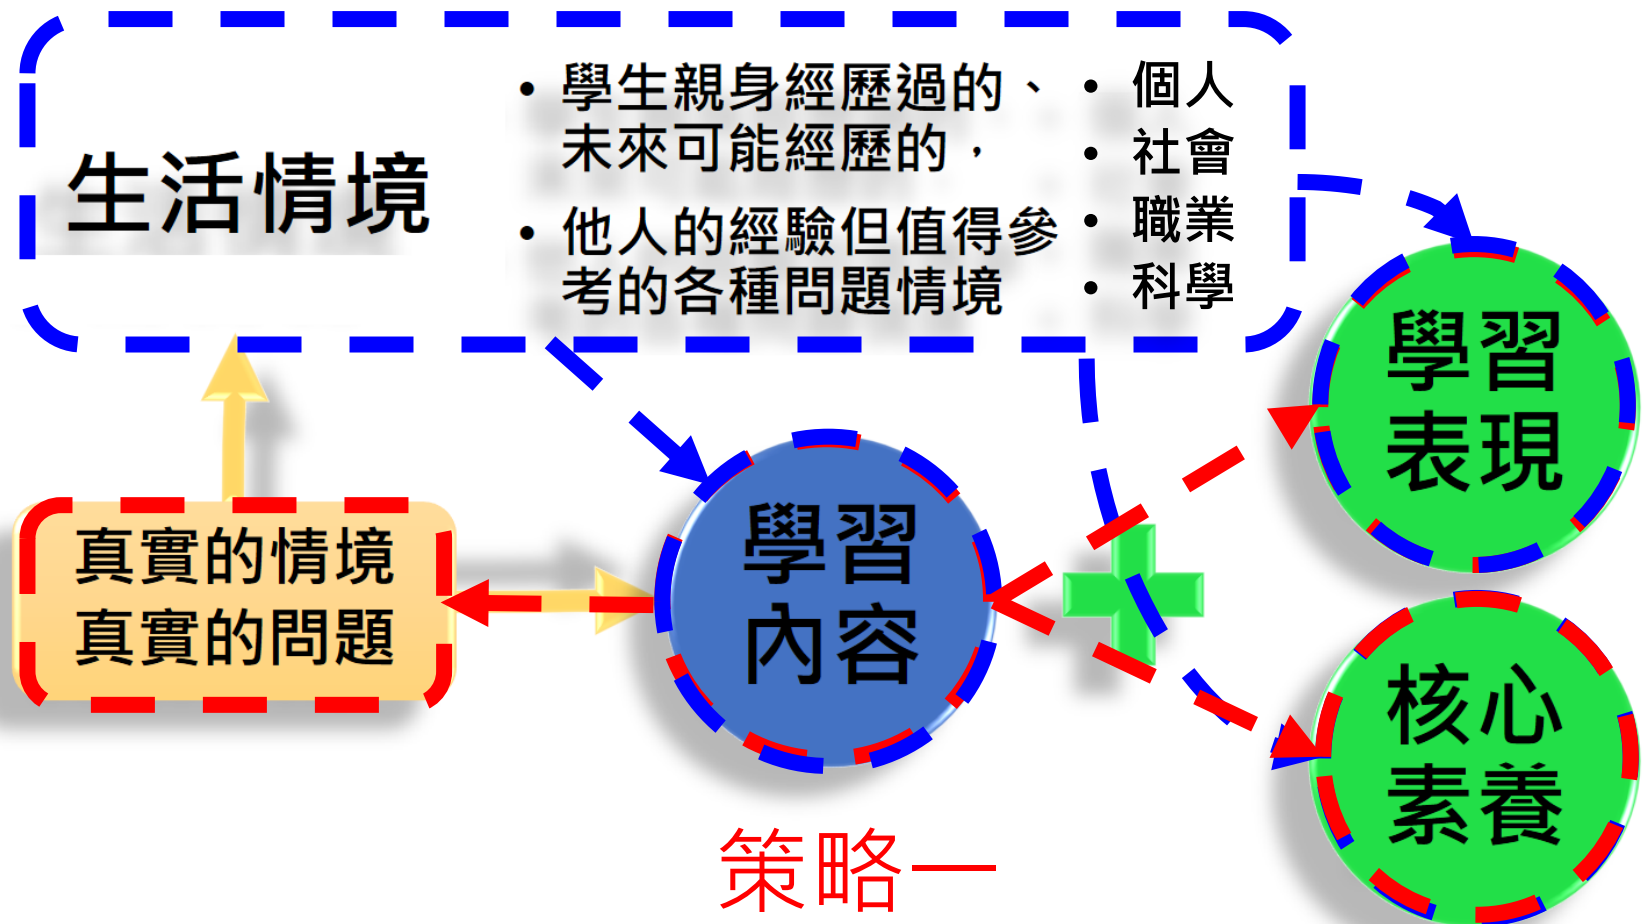 生活情境
• 學生親身經歷過的、
未來可能經歷的，
• 他人的經驗但值得參
考的各種問題情境
• 個人
• 社會
• 職業
• 科學
真實的情境
真實的問題
學習
內容
學習
表現
核心
素養
策略一